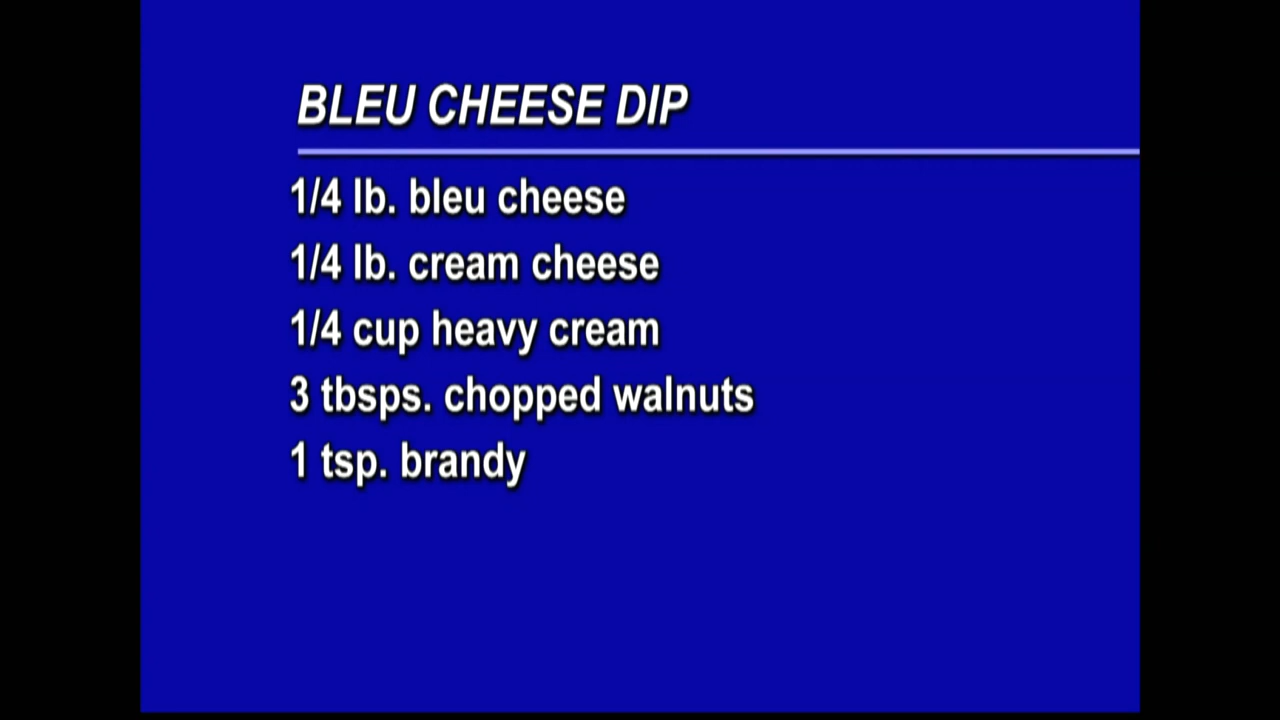 BLEU CHEESE DIP
1/4 lb. bleu cheese
1/4 lb. cream cheese
1/4 cup heavy cream
3 tbsps. chopped walnuts
1 tsp. brandy